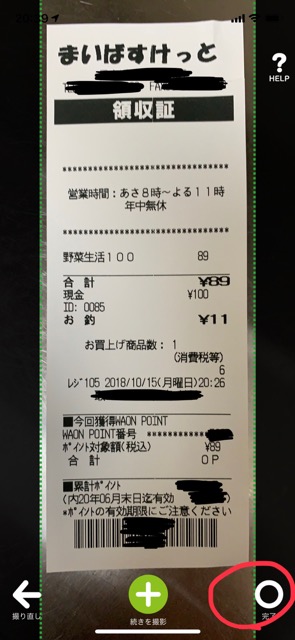 HELP
まいばすけっと
領収証
********************************
営業時間:あさ8時~よる11時
年中無休
********************************
野菜生活100 89
合計 ¥89
現金 ¥100
ID: 0085
お釣 ¥11
お買上げ商品数: 1
(消費税等)
6
レジ105 2018/10/15(月曜日)20:26
■今回獲得WAON POINT
WAON POINT番号
ポイント対象額(税込) ¥89
合計 0P
■累計ポイント
(内20年06月末日迄有効
*ポイントの有効期限にご注意ください
撮り直し 続きを撮影 完了